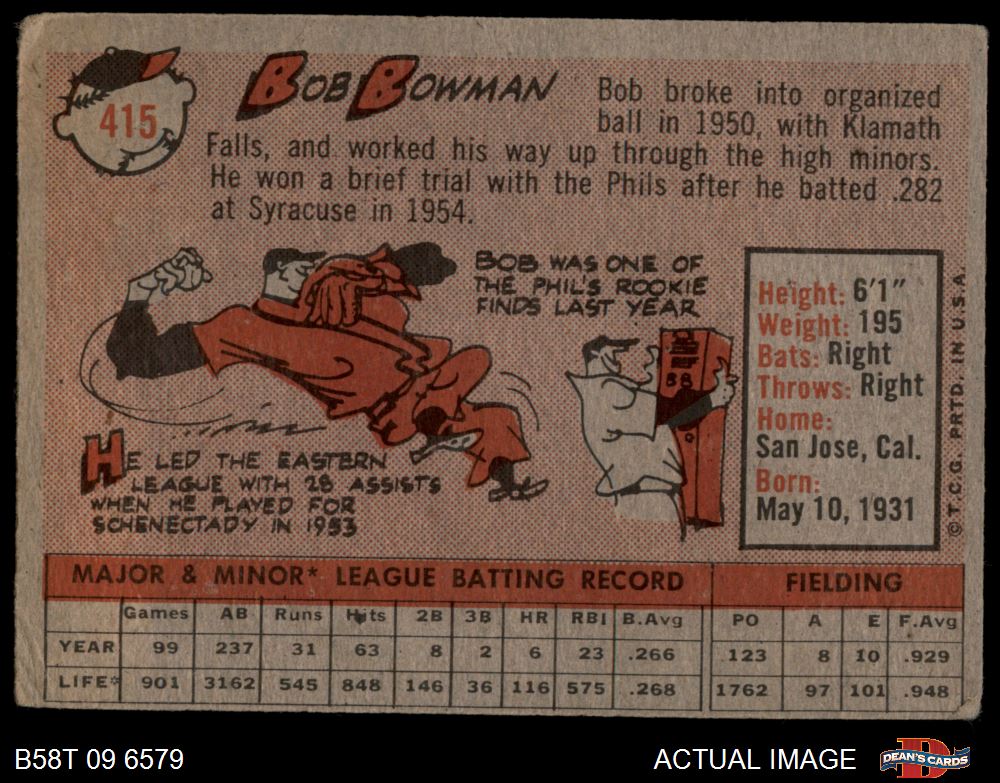 415
BOB BOWMAN
Bob broke into organized
ball in 1950, with Klamath
Falls, and worked his way up through the high minors.
He won a brief trial with the Phils after he batted .282
at Syracuse in 1954.
BOB WAS ONE OF
THE PHIL'S ROOKIE
FINDS LAST YEAR
HE LED THE EASTERN
LEAGUE WITH 28 ASSISTS
WHEN HE PLAYED FOR
SCHENECTADY IN 1953
Height: 6'1"
Weight: 195
Bats: Right
Throws: Right
Home:
San Jose, Cal.
Born:
May 10, 1931
© T.C.G. PRTD. IN U.S.A.
MAJOR & MINOR* LEAGUE BATTING RECORD FIELDING
Games AB Runs Hits 2B 3B HR RBI B.Avg PO A E F.Avg
YEAR 99 237 31 63 8 2 6 23 .266 123 8 10 .929
LIFE* 901 3162 545 848 146 36 116 575 .268 1762 97 101 .948
B58T 09 6579 ACTUAL IMAGE DEAN'S CARDS